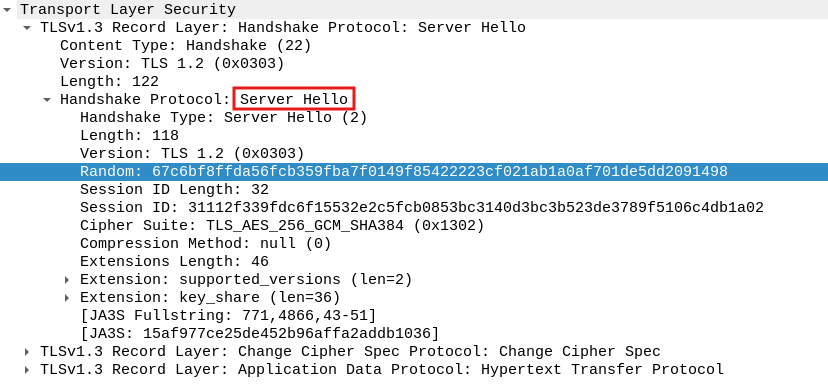 Transport Layer Security
TLSv1.3 Record Layer: Handshake Protocol: Server Hello
Content Type: Handshake (22)
Version: TLS 1.2 (0x0303)
Length: 122
Handshake Protocol: Server Hello
Handshake Type: Server Hello (2)
Length: 118
Version: TLS 1.2 (0x0303)
Random: 67c6bf8ffda56fcb359fba7f0149f85422223cf021ab1a0af701de5dd2091498
Session ID Length: 32
Session ID: 31112f339fdc6f15532e2c5fcb0853bc3140d3bc3b523de3789f5106c4db1a02
Cipher Suite: TLS_AES_256_GCM_SHA384 (0x1302)
Compression Method: null (0)
Extensions Length: 46
Extension: supported_versions (len=2)
Extension: key_share (len=36)
[JA3S Fullstring: 771,4866,43-51]
[JA3S: 15af977ce25de452b96affa2addb1036]
TLSv1.3 Record Layer: Change Cipher Spec Protocol: Change Cipher Spec
TLSv1.3 Record Layer: Application Data Protocol: Hypertext Transfer Protocol